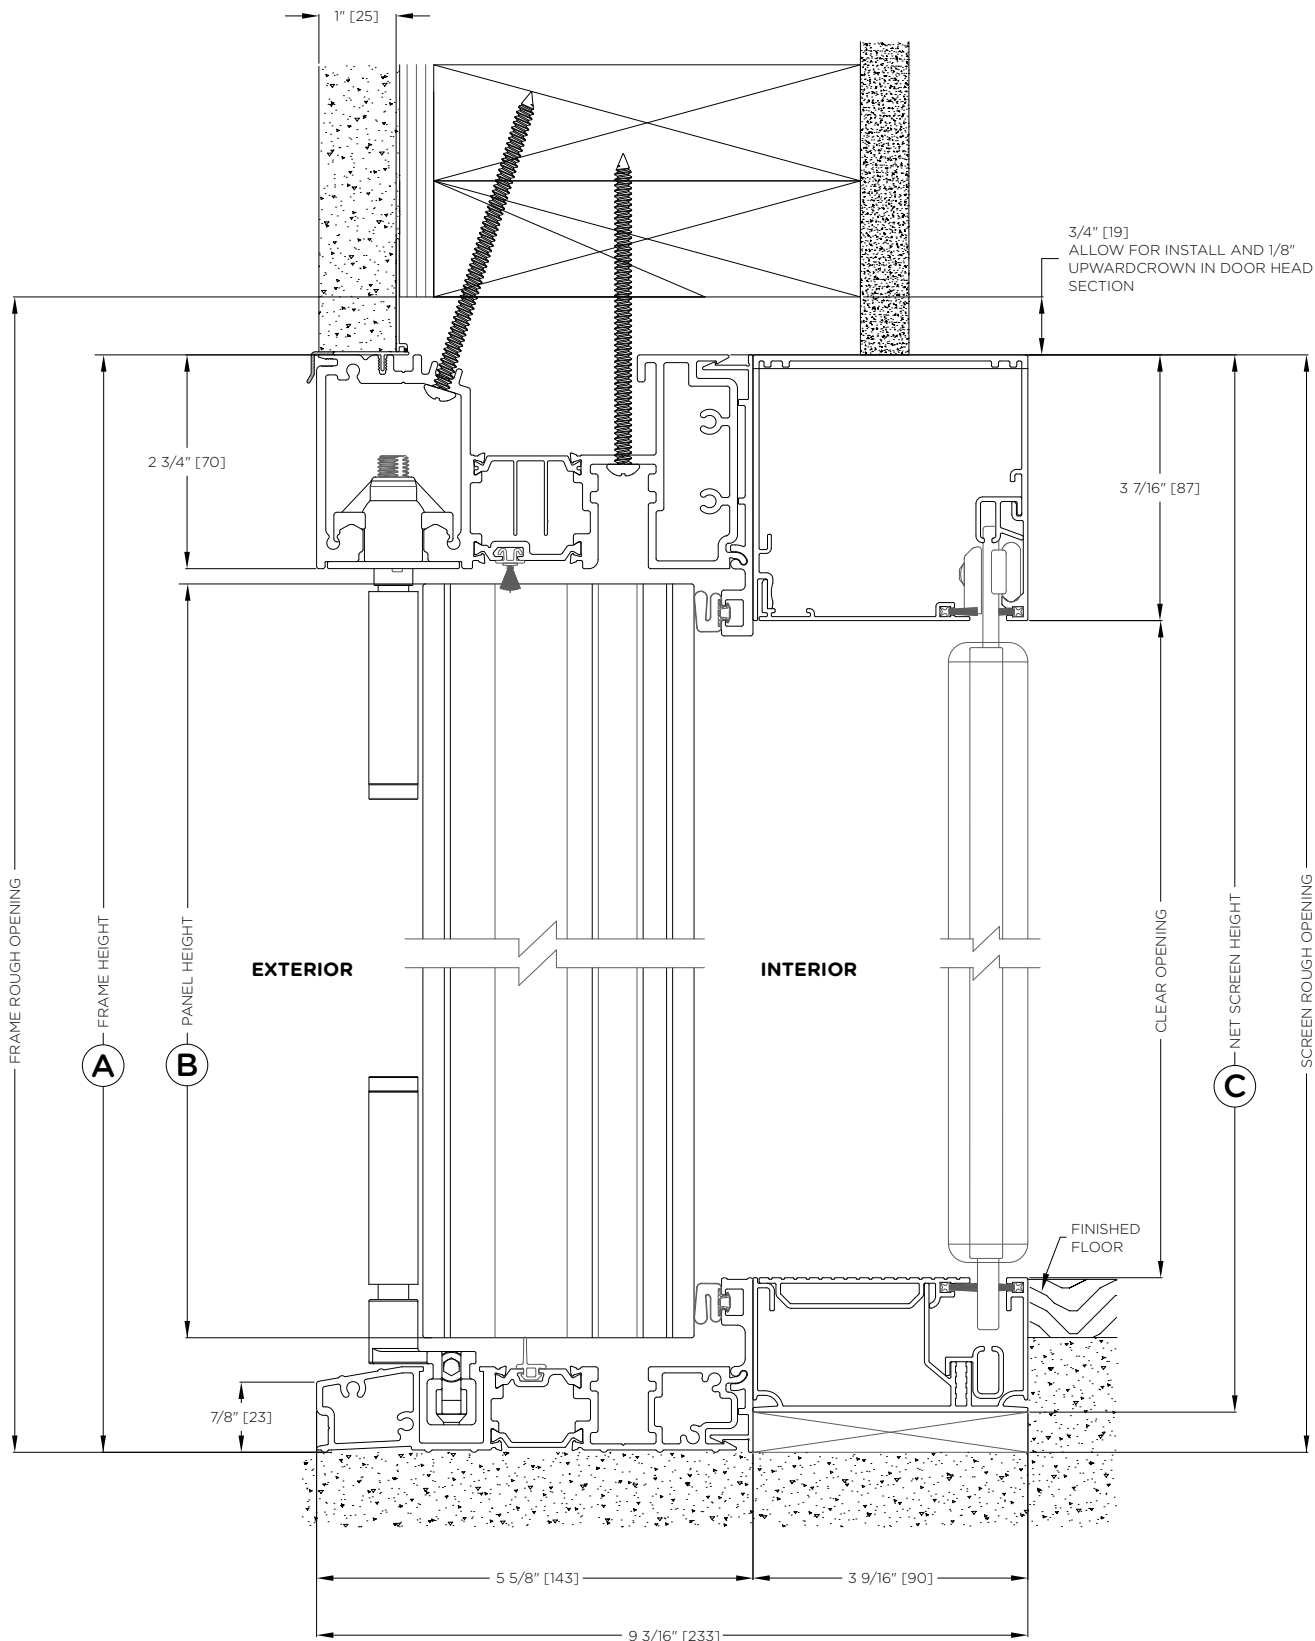 1" [25]
3/4" [19]
ALLOW FOR INSTALL AND 1/8"
UPWARDCROWN IN DOOR HEAD
SECTION
2 3/4" [70]
3 7/16" [87]
FRAME ROUGH OPENING
FRAME HEIGHT
A
PANEL HEIGHT
B
EXTERIOR
INTERIOR
CLEAR OPENING
NET SCREEN HEIGHT
C
SCREEN ROUGH OPENING
FINISHED
FLOOR
7/8" [23]
5 5/8" [143]
3 9/16" [90]
9 3/16" [233]